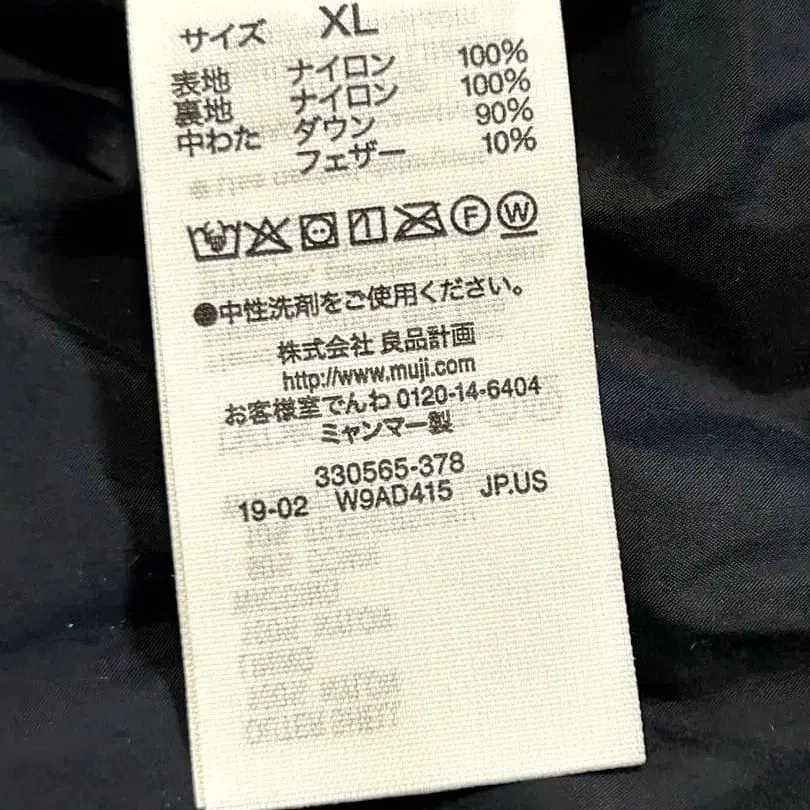 サイズ XL
表地 ナイロン 100%
裏地 ナイロン 100%
中わた ダウン 90%
フェザー 10%
F W
●中性洗剤をご使用ください。
株式会社 良品計画
http://www.muji.com
お客様室でんわ 0120-14-6404
ミャンマー製
330565-378
19-02 W9AD415 JP.US